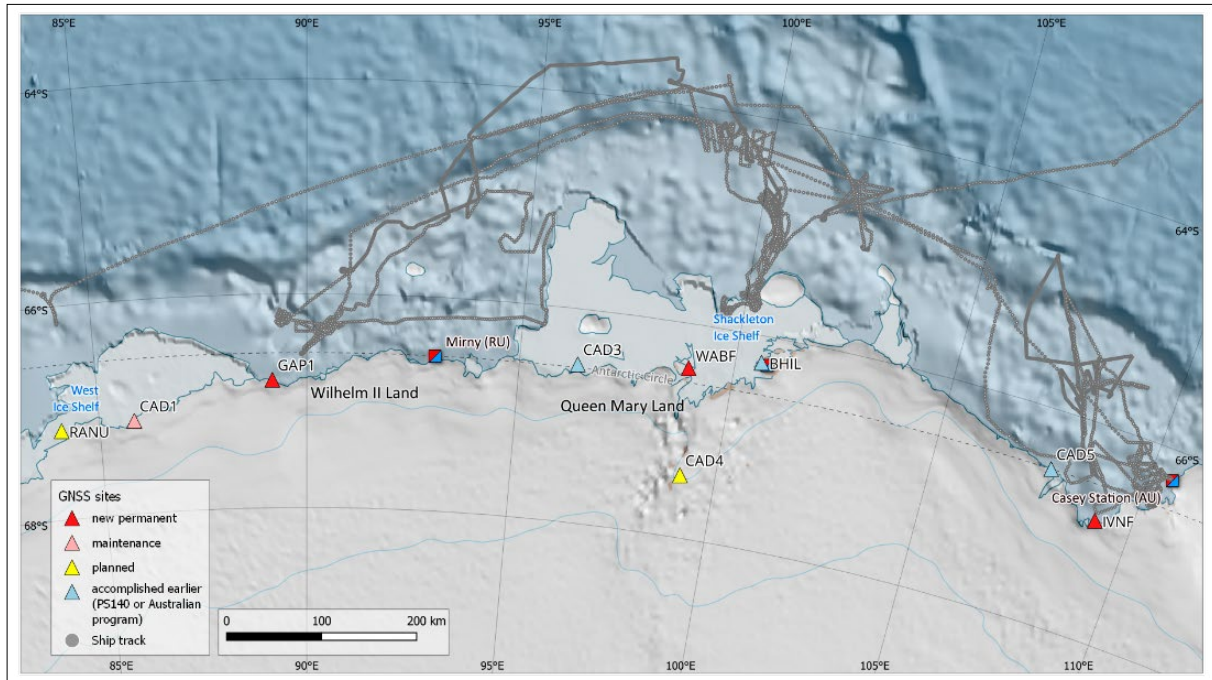 85°E
90°E
95°E
100°E
105°E
64°S
64°S
66°S
Shackleton
Ice Shelf
Mirny (RU)
GAP1
CAD3
WABF
BHIL
Antarctic Circle
West
Ice Shelf
Wilhelm II Land
Queen Mary Land
CAD1
RANU
CAD4
CAD5
66°S
Casey Station (AU)
IVNF
68°S
GNSS sites
new permanent
maintenance
planned
accomplished earlier
(PS140 or Australian
program)
Ship track
0
100
200 km
85°E
90°E
95°E
100°E
105°E
110°E